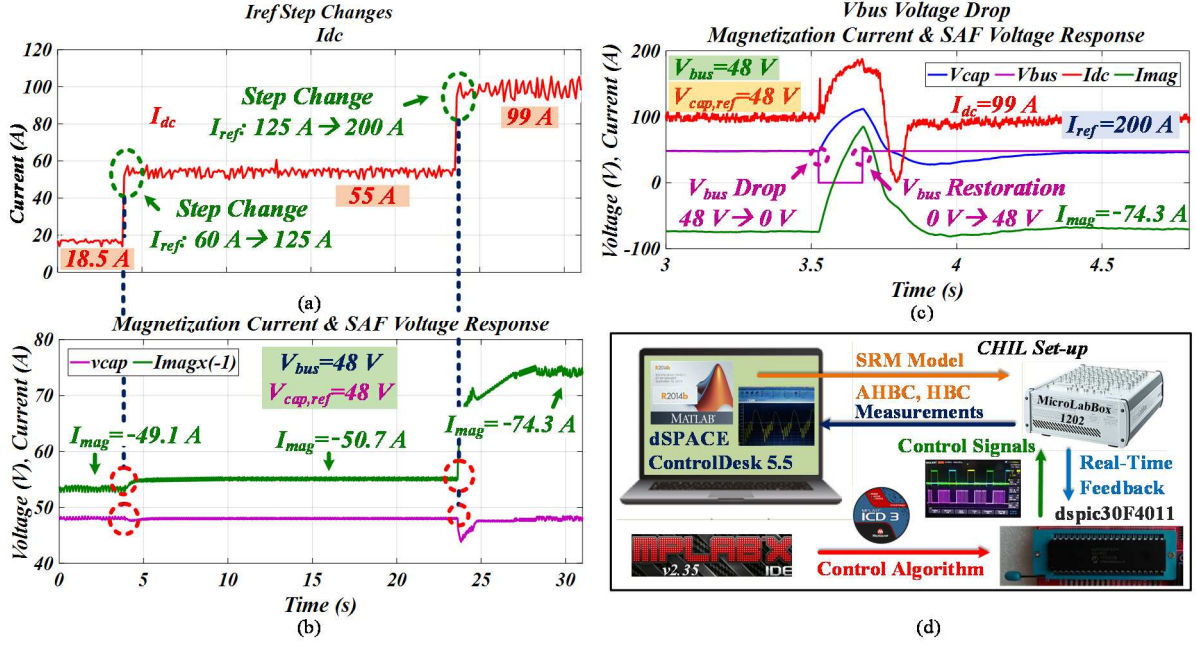 Iref Step Changes
Idc
Current (A)
120
100
80
60
40
20
0
Idc
Step Change
Iref: 125 A → 200 A
99 A
55 A
Step Change
Iref: 60 A → 125 A
18.5 A
(a)
Magnetization Current & SAF Voltage Response
Voltage (V), Current (A)
80
70
60
50
40
vcap
Imagx(-1)
Vbus=48 V
Vcap,ref=48 V
Imag=-49.1 A
Imag=-50.7 A
Imag=-74.3 A
0
5
10
15
20
25
30
Time (s)
(b)
Vbus Voltage Drop
Magnetization Current & SAF Voltage Response
Voltage (V), Current (A)
200
100
0
-100
Vbus=48 V
Vcap,ref=48 V
Vcap
Vbus
Idc
Imag
Idc=99 A
Iref=200 A
Vbus Drop
48 V → 0 V
Vbus Restoration
0 V → 48 V
Imag=-74.3 A
3
3.5
4
4.5
Time (s)
(c)
CHIL Set-up
R2014b
MATLAB
dSPACE
ControlDesk 5.5
SRM Model
AHBC, HBC
Measurements
MicroLabBox
1202
Control Signals
Real-Time
Feedback
dspic30F4011
ICD 3
MPLABX
IDE
v2.35
Control Algorithm
(d)